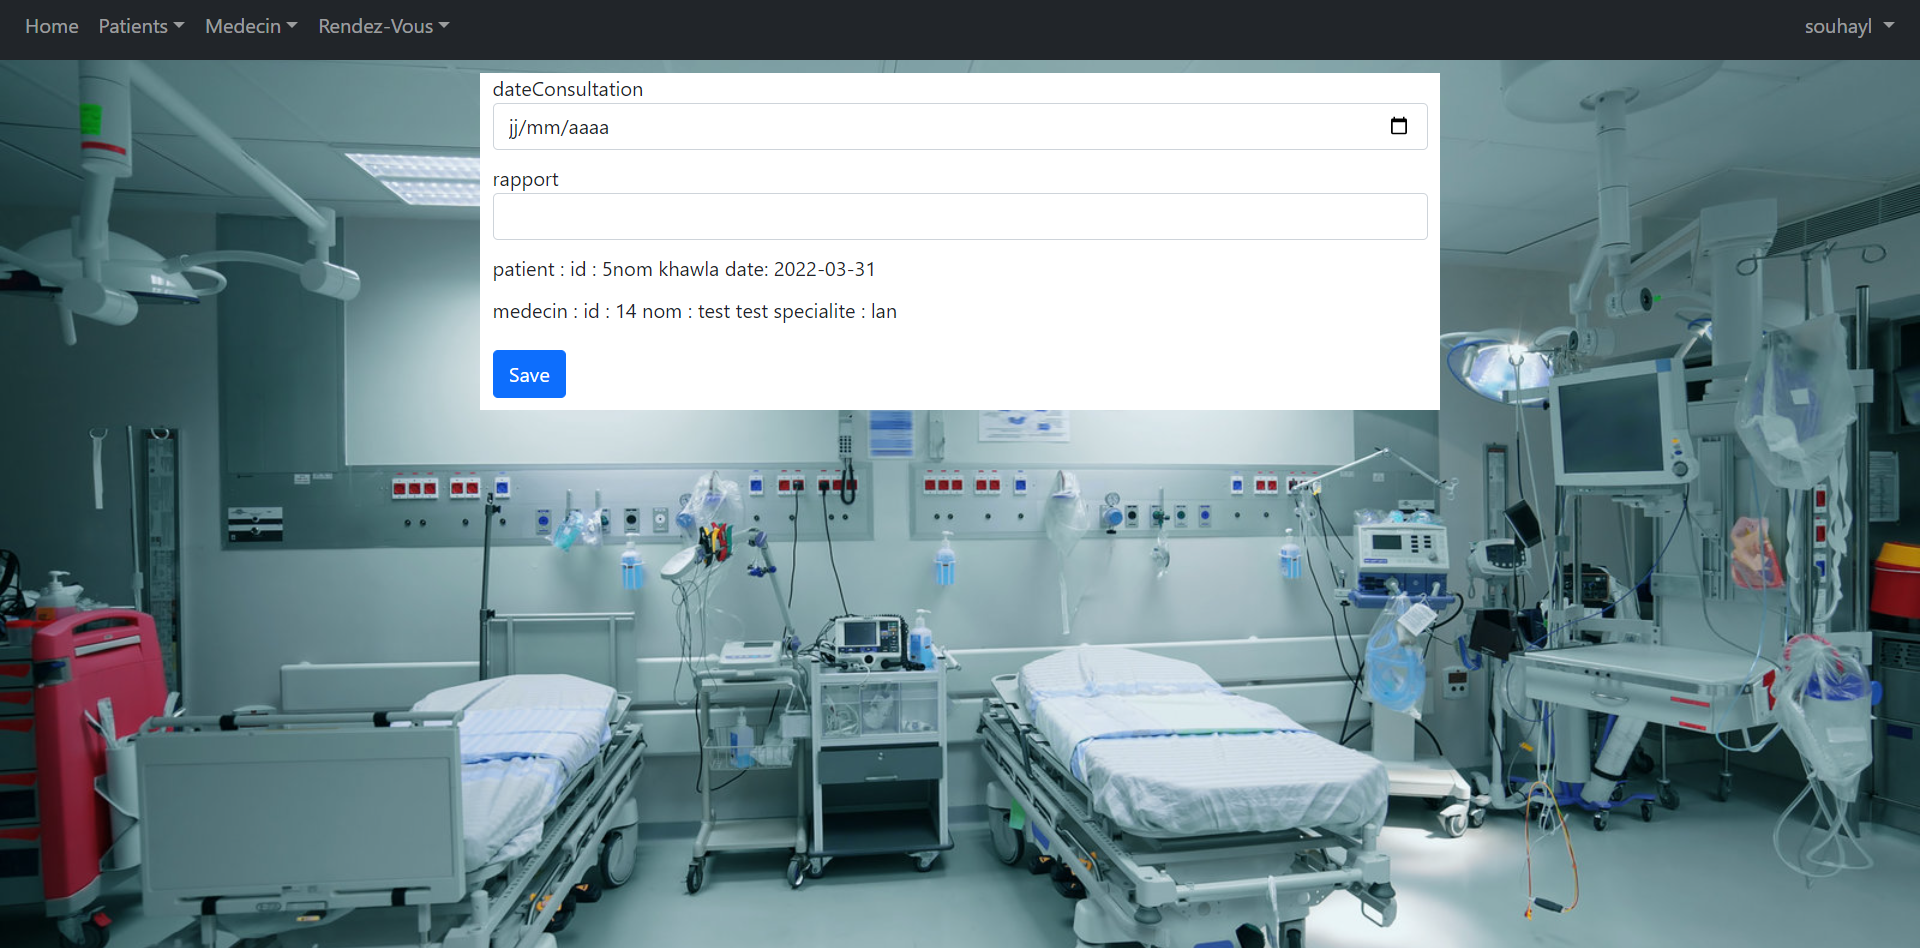 Home Patients Medecin Rendez-Vous souhayl
dateConsultation
jj/mm/aaaa
rapport
patient : id : 5nom khawla date: 2022-03-31
medecin : id : 14 nom : test test specialite : lan
Save